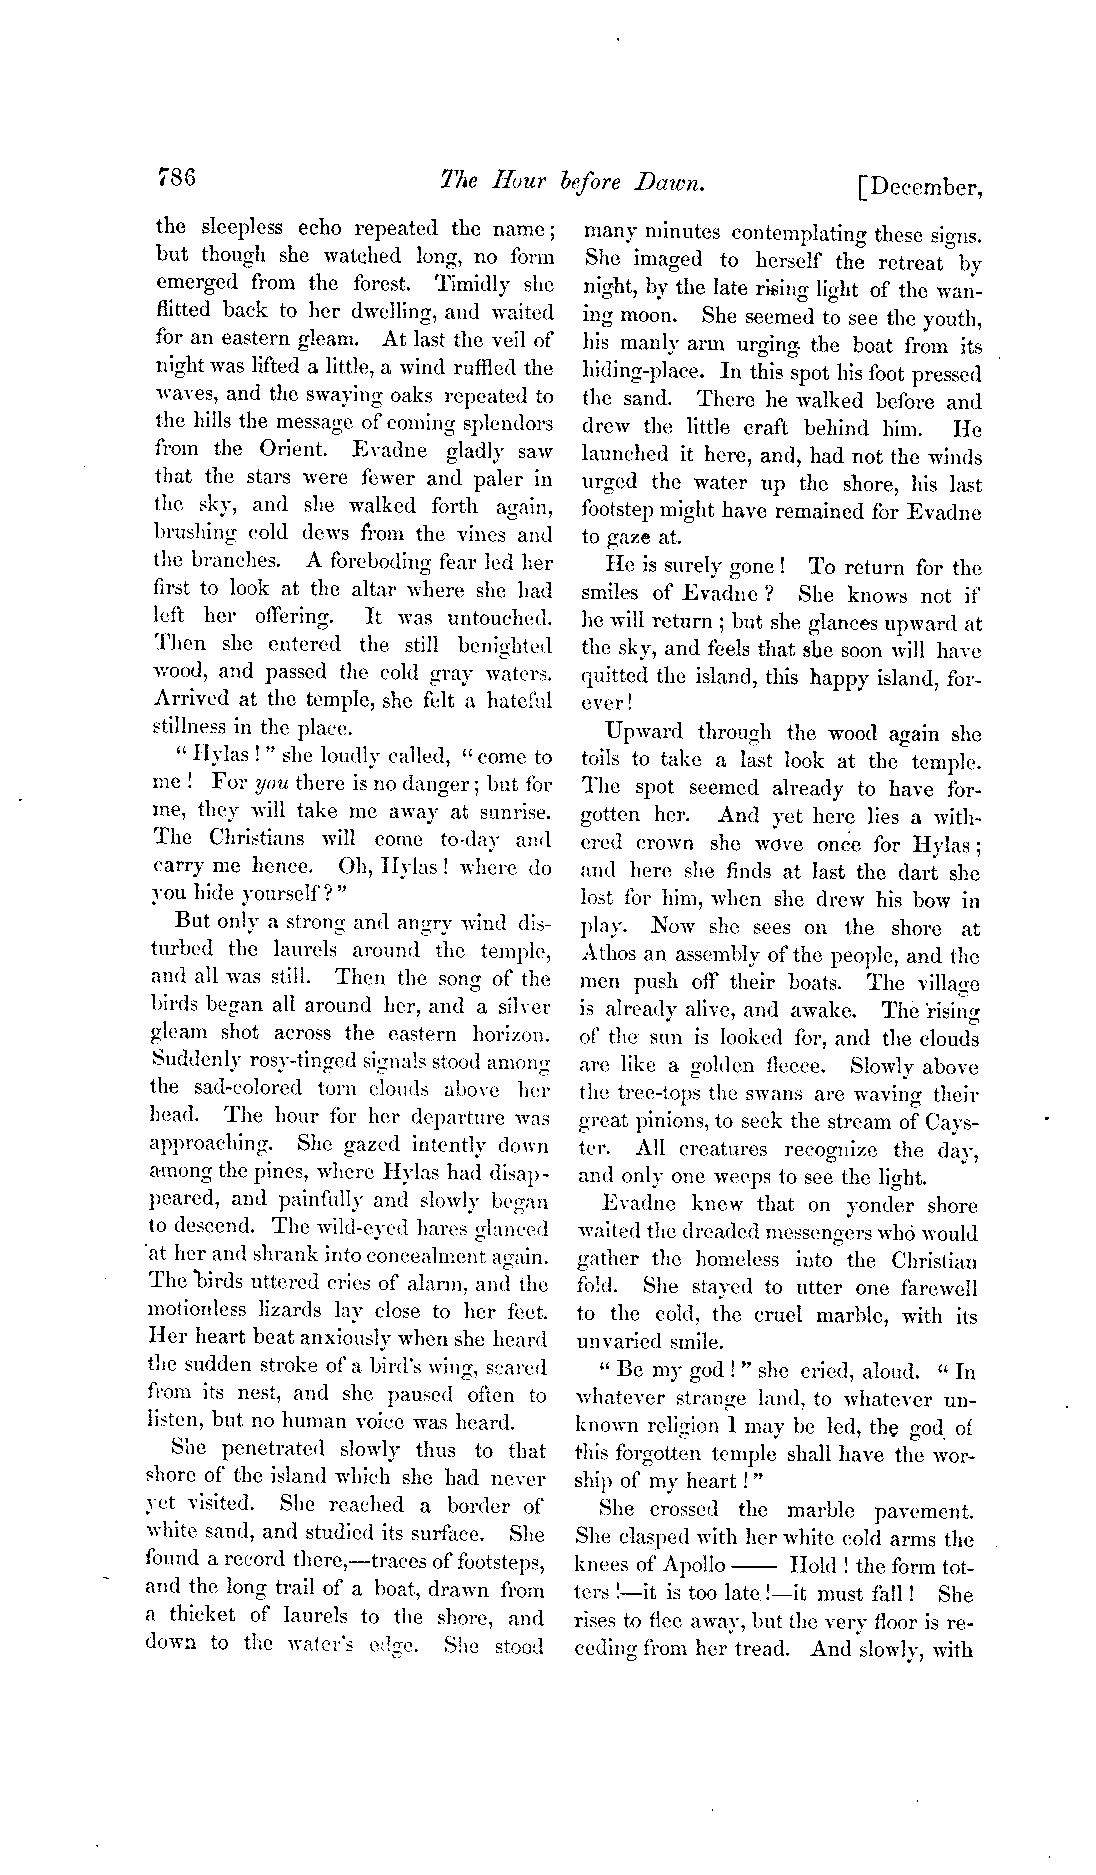 786
The Hour before Dawn.
[December,
the sleepless echo repeated the name;
but though she watched long, no form
emerged from the forest. Timidly she
flitted back to her dwelling, and waited
for an eastern gleam. At last the veil of
night was lifted a little, a wind ruffled the
waves, and the swaying oaks repeated to
the hills the message of coming splendors
from the Orient. Evadne gladly saw
that the stars were fewer and paler in
the sky, and she walked forth again,
brushing cold dews from the vines and
the branches. A foreboding fear led her
first to look at the altar where she had
left her offering. It was untouched.
Then she entered the still benighted
wood, and passed the cold gray waters.
Arrived at the temple, she felt a hateful
stillness in the place.
"Hylas!" she loudly called, "come to
me! For you there is no danger; but for
me, they will take me away at sunrise.
The Christians will come to-day and
carry me hence. Oh, Hylas! where do
you hide yourself?"
But only a strong and angry wind dis-
turbed the laurels around the temple,
and all was still. Then the song of the
birds began all around her, and a silver
gleam shot across the eastern horizon.
Suddenly rosy-tinged signals stood among
the sad-colored torn clouds above her
head. The hour for her departure was
approaching. She gazed intently down
among the pines, where Hylas had disap-
peared, and painfully and slowly began
to descend. The wild-eyed hares glanced
at her and shrank into concealment again.
The birds uttered cries of alarm, and the
motionless lizards lay close to her feet.
Her heart beat anxiously when she heard
the sudden stroke of a bird's wing, scared
from its nest, and she paused often to
listen, but no human voice was heard.
She penetrated slowly thus to that
shore of the island which she had never
yet visited. She reached a border of
white sand, and studied its surface. She
found a record there,—traces of footsteps,
and the long trail of a boat, drawn from
a thicket of laurels to the shore, and
down to the water's edge. She stood
many minutes contemplating these signs.
She imaged to herself the retreat by
night, by the late rising light of the wan-
ing moon. She seemed to see the youth,
his manly arm urging the boat from its
hiding-place. In this spot his foot pressed
the sand. There he walked before and
drew the little craft behind him. He
launched it here, and, had not the winds
urged the water up the shore, his last
footstep might have remained for Evadne
to gaze at.
He is surely gone! To return for the
smiles of Evadne? She knows not if
he will return; but she glances upward at
the sky, and feels that she soon will have
quitted the island, this happy island, for-
ever!
Upward through the wood again she
toils to take a last look at the temple.
The spot seemed already to have for-
gotten her. And yet here lies a with-
ered crown she wove once for Hylas;
and here she finds at last the dart she
lost for him, when she drew his bow in
play. Now she sees on the shore at
Athos an assembly of the people, and the
men push off their boats. The village
is already alive, and awake. The rising
of the sun is looked for, and the clouds
are like a golden fleece. Slowly above
the tree-tops the swans are waving their
great pinions, to seek the stream of Cays-
ter. All creatures recognize the day,
and only one weeps to see the light.
Evadne knew that on yonder shore
waited the dreaded messengers who would
gather the homeless into the Christian
fold. She stayed to utter one farewell
to the cold, the cruel marble, with its
unvaried smile.
"Be my god!" she cried, aloud. "In
whatever strange land, to whatever un-
known religion I may be led, the god of
this forgotten temple shall have the wor-
ship of my heart!"
She crossed the marble pavement.
She clasped with her white cold arms the
knees of Apollo —— Hold! the form tot-
ters!—it is too late!—it must fall! She
rises to flee away, but the very floor is re-
ceding from her tread. And slowly, with